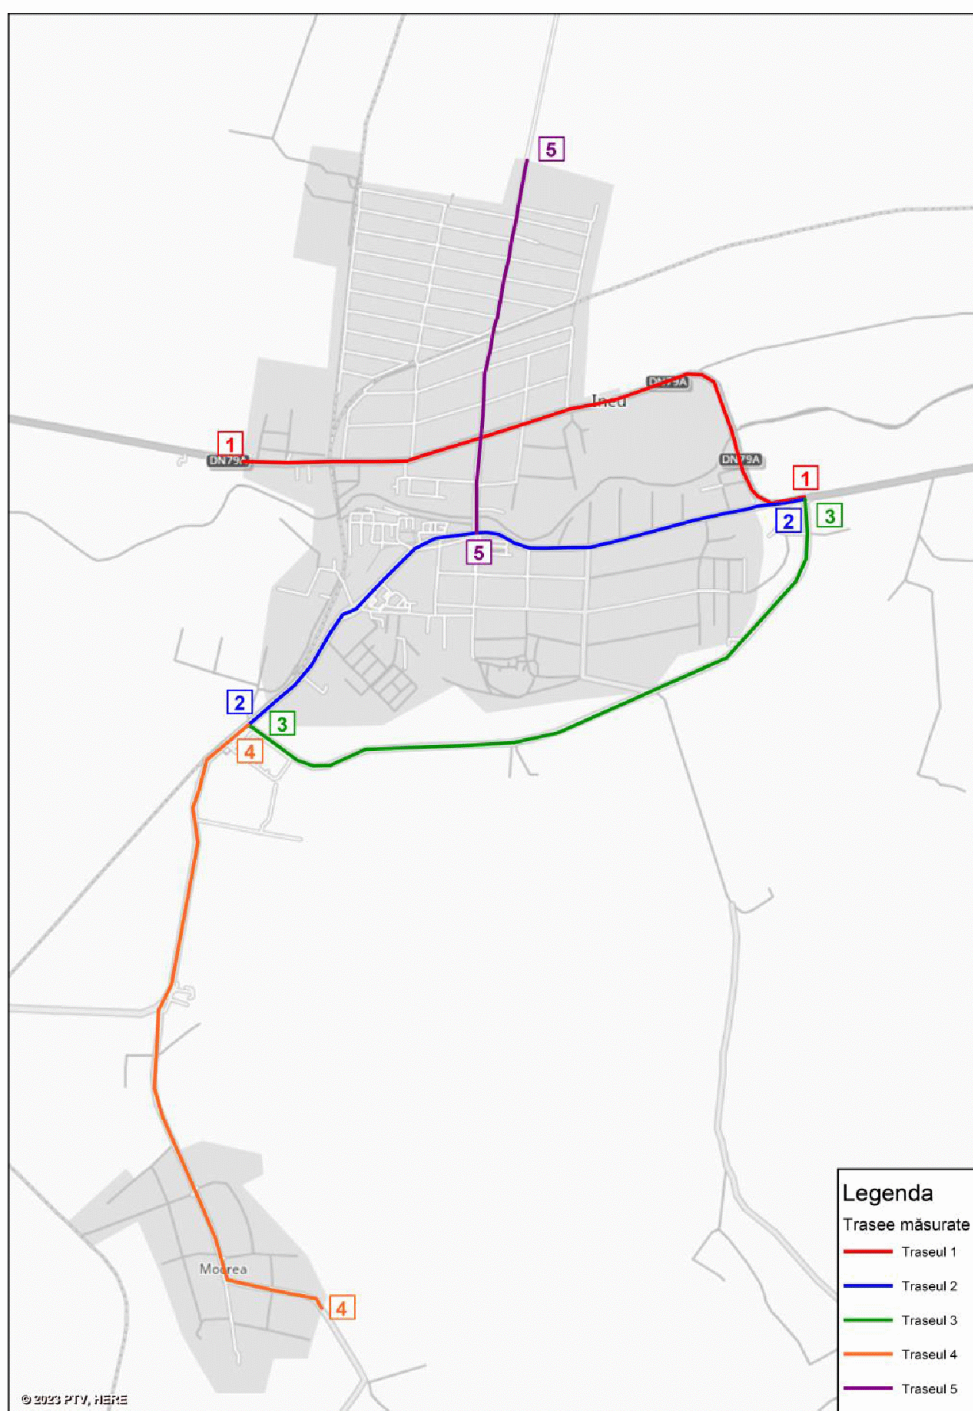 5
DN79A
Ineu
1
DN79A
DN79A
1
2
3
5
2
3
4
Mocrea
4
Legenda
Trasee măsurate
Traseul 1
Traseul 2
Traseul 3
Traseul 4
Traseul 5
© 2023 PTV, HERE